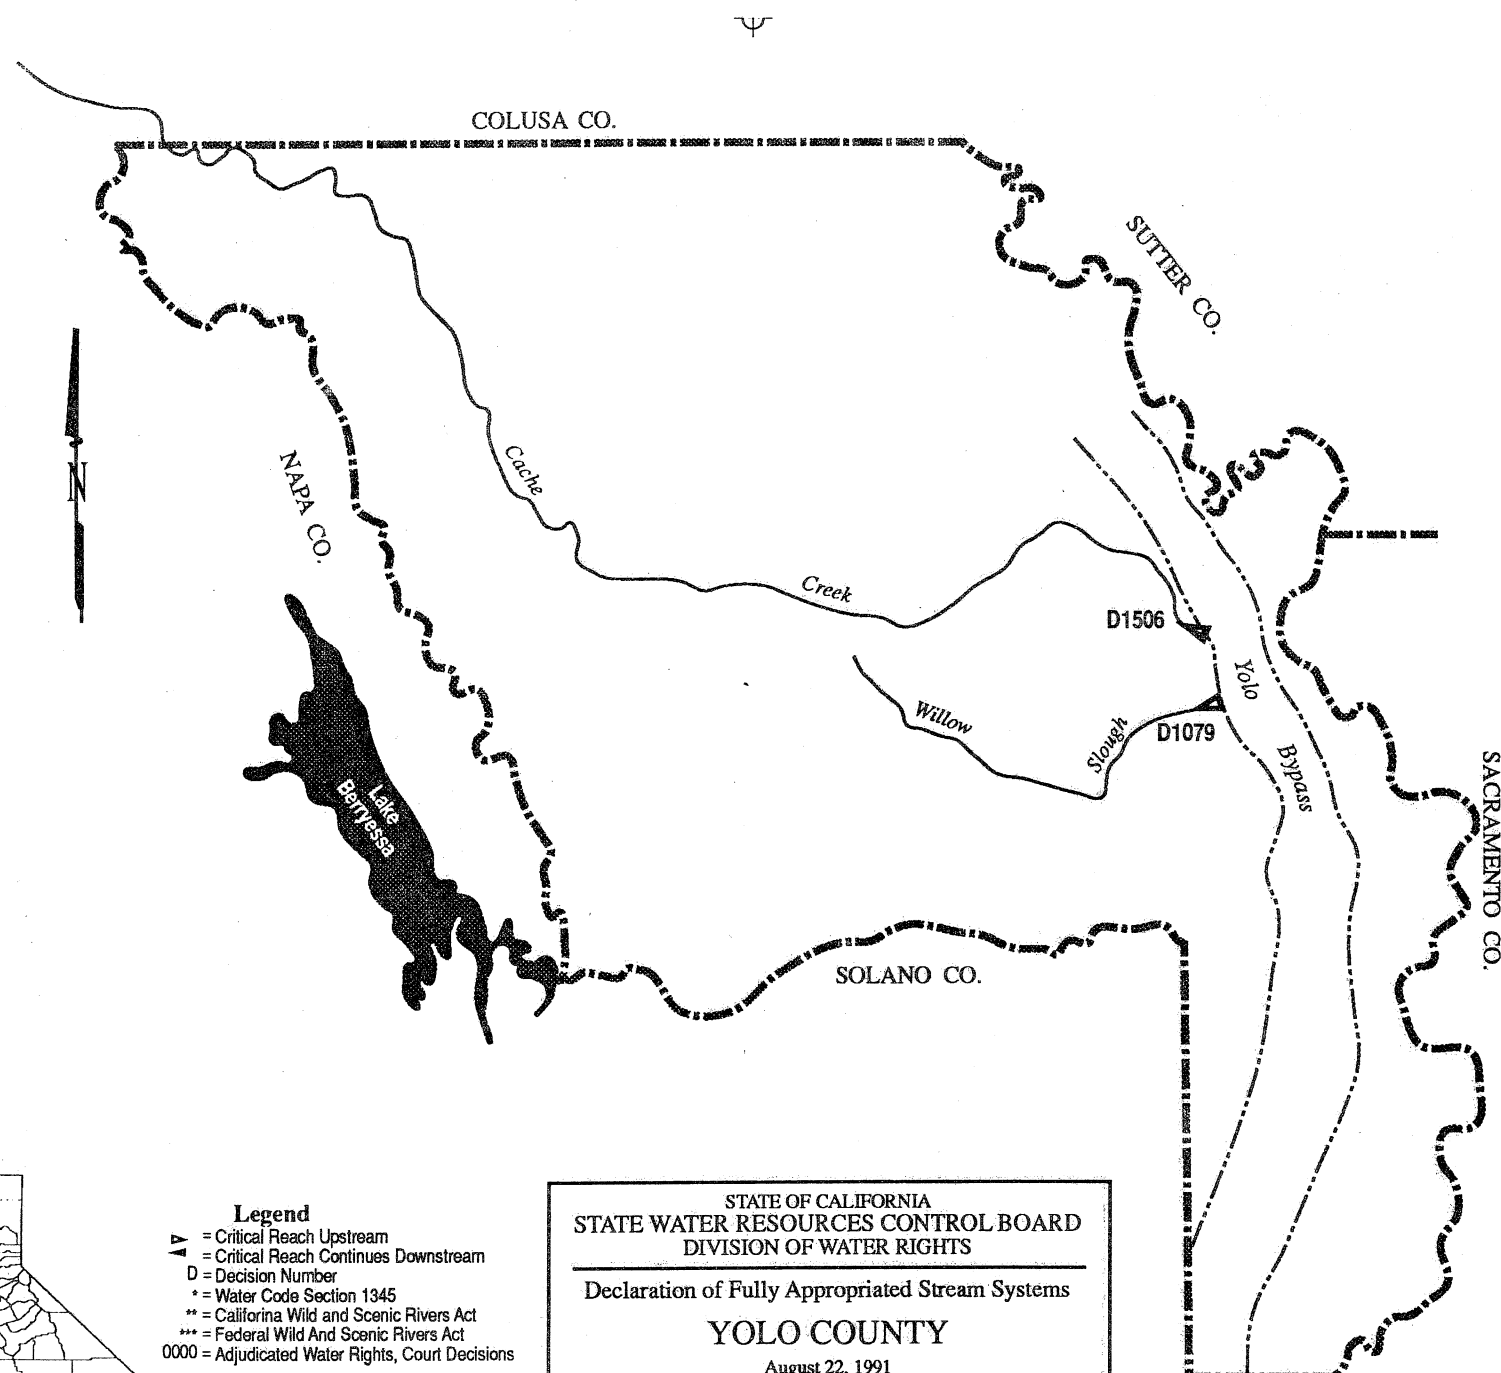 COLUSA CO.
SUTTER CO.
NAPA CO.
N
Cache
Creek
D1506
Yolo
Willow
Slough
D1079
Bypass
SACRAMENTO CO.
Lake
Berryessa
SOLANO CO.
Legend
= Critical Reach Upstream
= Critical Reach Continues Downstream
D = Decision Number
* = Water Code Section 1345
** = Califorina Wild and Scenic Rivers Act
*** = Federal Wild And Scenic Rivers Act
0000 = Adjudicated Water Rights, Court Decisions
STATE OF CALIFORNIA
STATE WATER RESOURCES CONTROL BOARD
DIVISION OF WATER RIGHTS
Declaration of Fully Appropriated Stream Systems
YOLO COUNTY
August 22, 1991